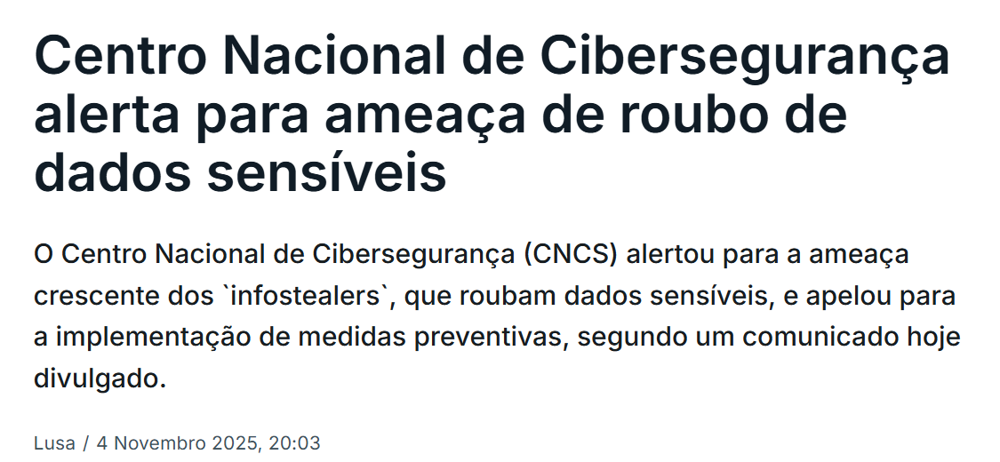 Centro Nacional de Cibersegurança
alerta para ameaça de roubo de
dados sensíveis
O Centro Nacional de Cibersegurança (CNCS) alertou para a ameaça
crescente dos `infostealers`, que roubam dados sensíveis, e apelou para
a implementação de medidas preventivas, segundo um comunicado hoje
divulgado.
Lusa / 4 Novembro 2025, 20:03